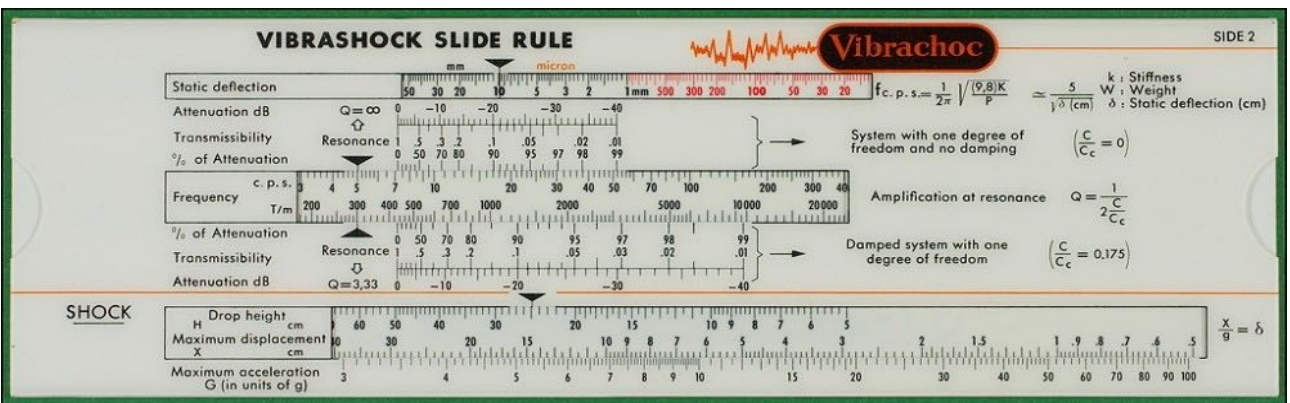 VIBRASHOCK SLIDE RULE
Vibrachoc
SIDE 2
mm micron
Static deflection 50 30 20 10 5 3 2 1mm 500 300 200 100 50 30 20
f c.p.s. = 1/2π √(9,8)K/P ≃ 5/√δ (cm)
k : Stiffness
W : Weight
δ : Static deflection (cm)
Attenuation dB Q=∞ 0 -10 -20 -30 -40
Transmissibility Resonance 1 .5 .3 .2 .1 .05 .02 .01
% of Attenuation 0 50 70 80 90 95 97 98 99
System with one degree of
freedom and no damping
(C/Cc = 0)
Frequency
c. p. s. 3 4 5 7 10 20 30 40 50 70 100 200 300 40
T/m 200 300 400 500 700 1000 2000 5000 10000 20000
Amplification at resonance Q = 1/2 C/Cc
% of Attenuation 0 50 70 80 90 95 97 98 99
Transmissibility Resonance 1 .5 .3 .2 .1 .05 .03 .02 .01
Attenuation dB Q=3,33 0 -10 -20 -30 -40
Damped system with one
degree of freedom
(C/Cc = 0,175)
SHOCK
Drop height
H cm 60 50 40 30 20 15 10 9 8 7 6 5
Maximum displacement
X cm 30 20 15 10 9 8 7 6 5 4 3 2 1.5 1 .9 .8 .7 .6 .5
X/g = δ
Maximum acceleration
G (in units of g) 3 4 5 6 7 8 9 10 15 20 30 40 50 60 70 80 90 100